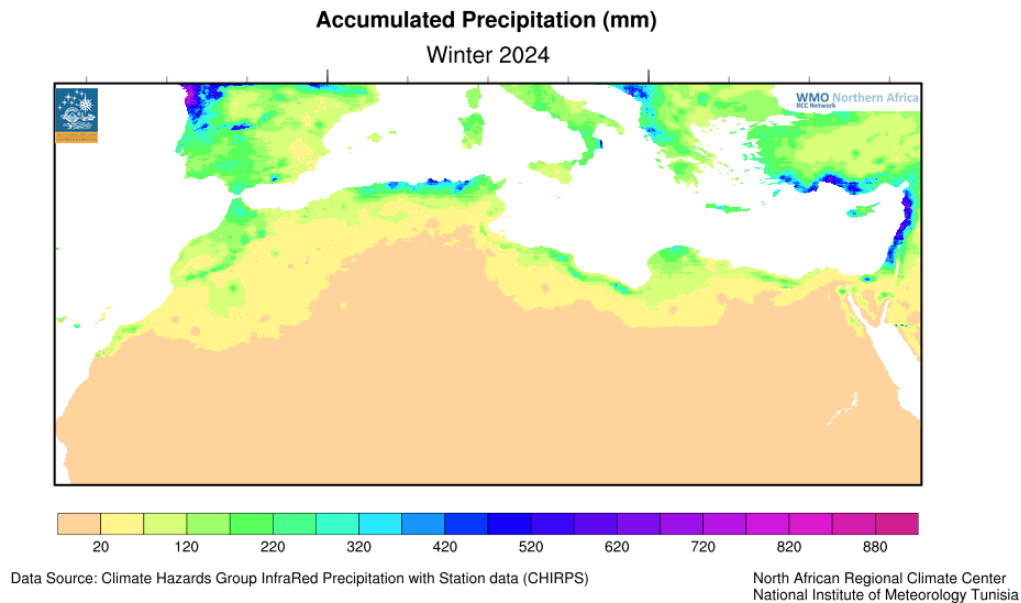 Accumulated Precipitation (mm)
Winter 2024
WMO Northern Africa
RCC Network
20 120 220 320 420 520 620 720 820 880
Data Source: Climate Hazards Group InfraRed Precipitation with Station data (CHIRPS)
North African Regional Climate Center
National Institute of Meteorology Tunisia